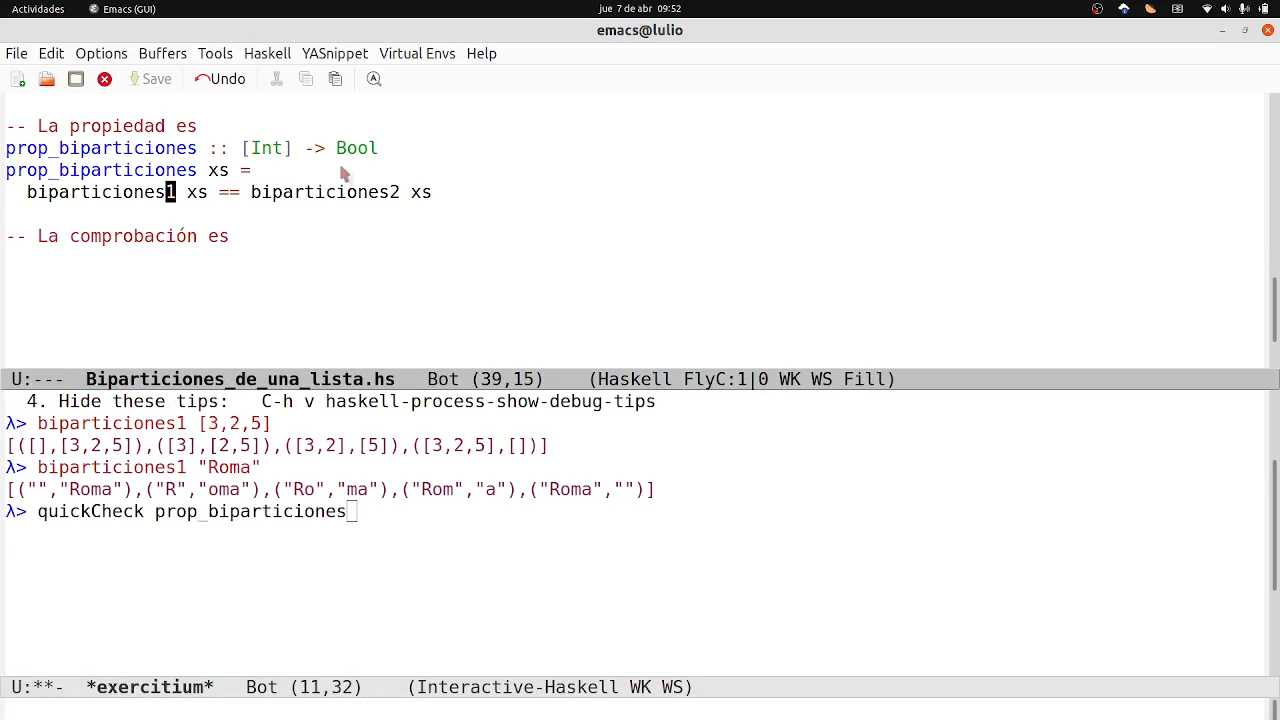 Actividades Emacs (GUI) jue 7 de abr 09:52
emacs@lulio
File Edit Options Buffers Tools Haskell YASnippet Virtual Envs Help
Save Undo
-- La propiedad es
prop_biparticiones :: [Int] -> Bool
prop_biparticiones xs =
  biparticiones1 xs == biparticiones2 xs
-- La comprobación es
U:--- Biparticiones_de_una_lista.hs Bot (39,15) (Haskell FlyC:1|0 WK WS Fill)
  4. Hide these tips: C-h v haskell-process-show-debug-tips
λ> biparticiones1 [3,2,5]
[([],[3,2,5]),([3],[2,5]),([3,2],[5]),([3,2,5],[])]
λ> biparticiones1 "Roma"
[("","Roma"),("R","oma"),("Ro","ma"),("Rom","a"),("Roma","")]
λ> quickCheck prop_biparticiones
U:**- *exercitium* Bot (11,32) (Interactive-Haskell WK WS)